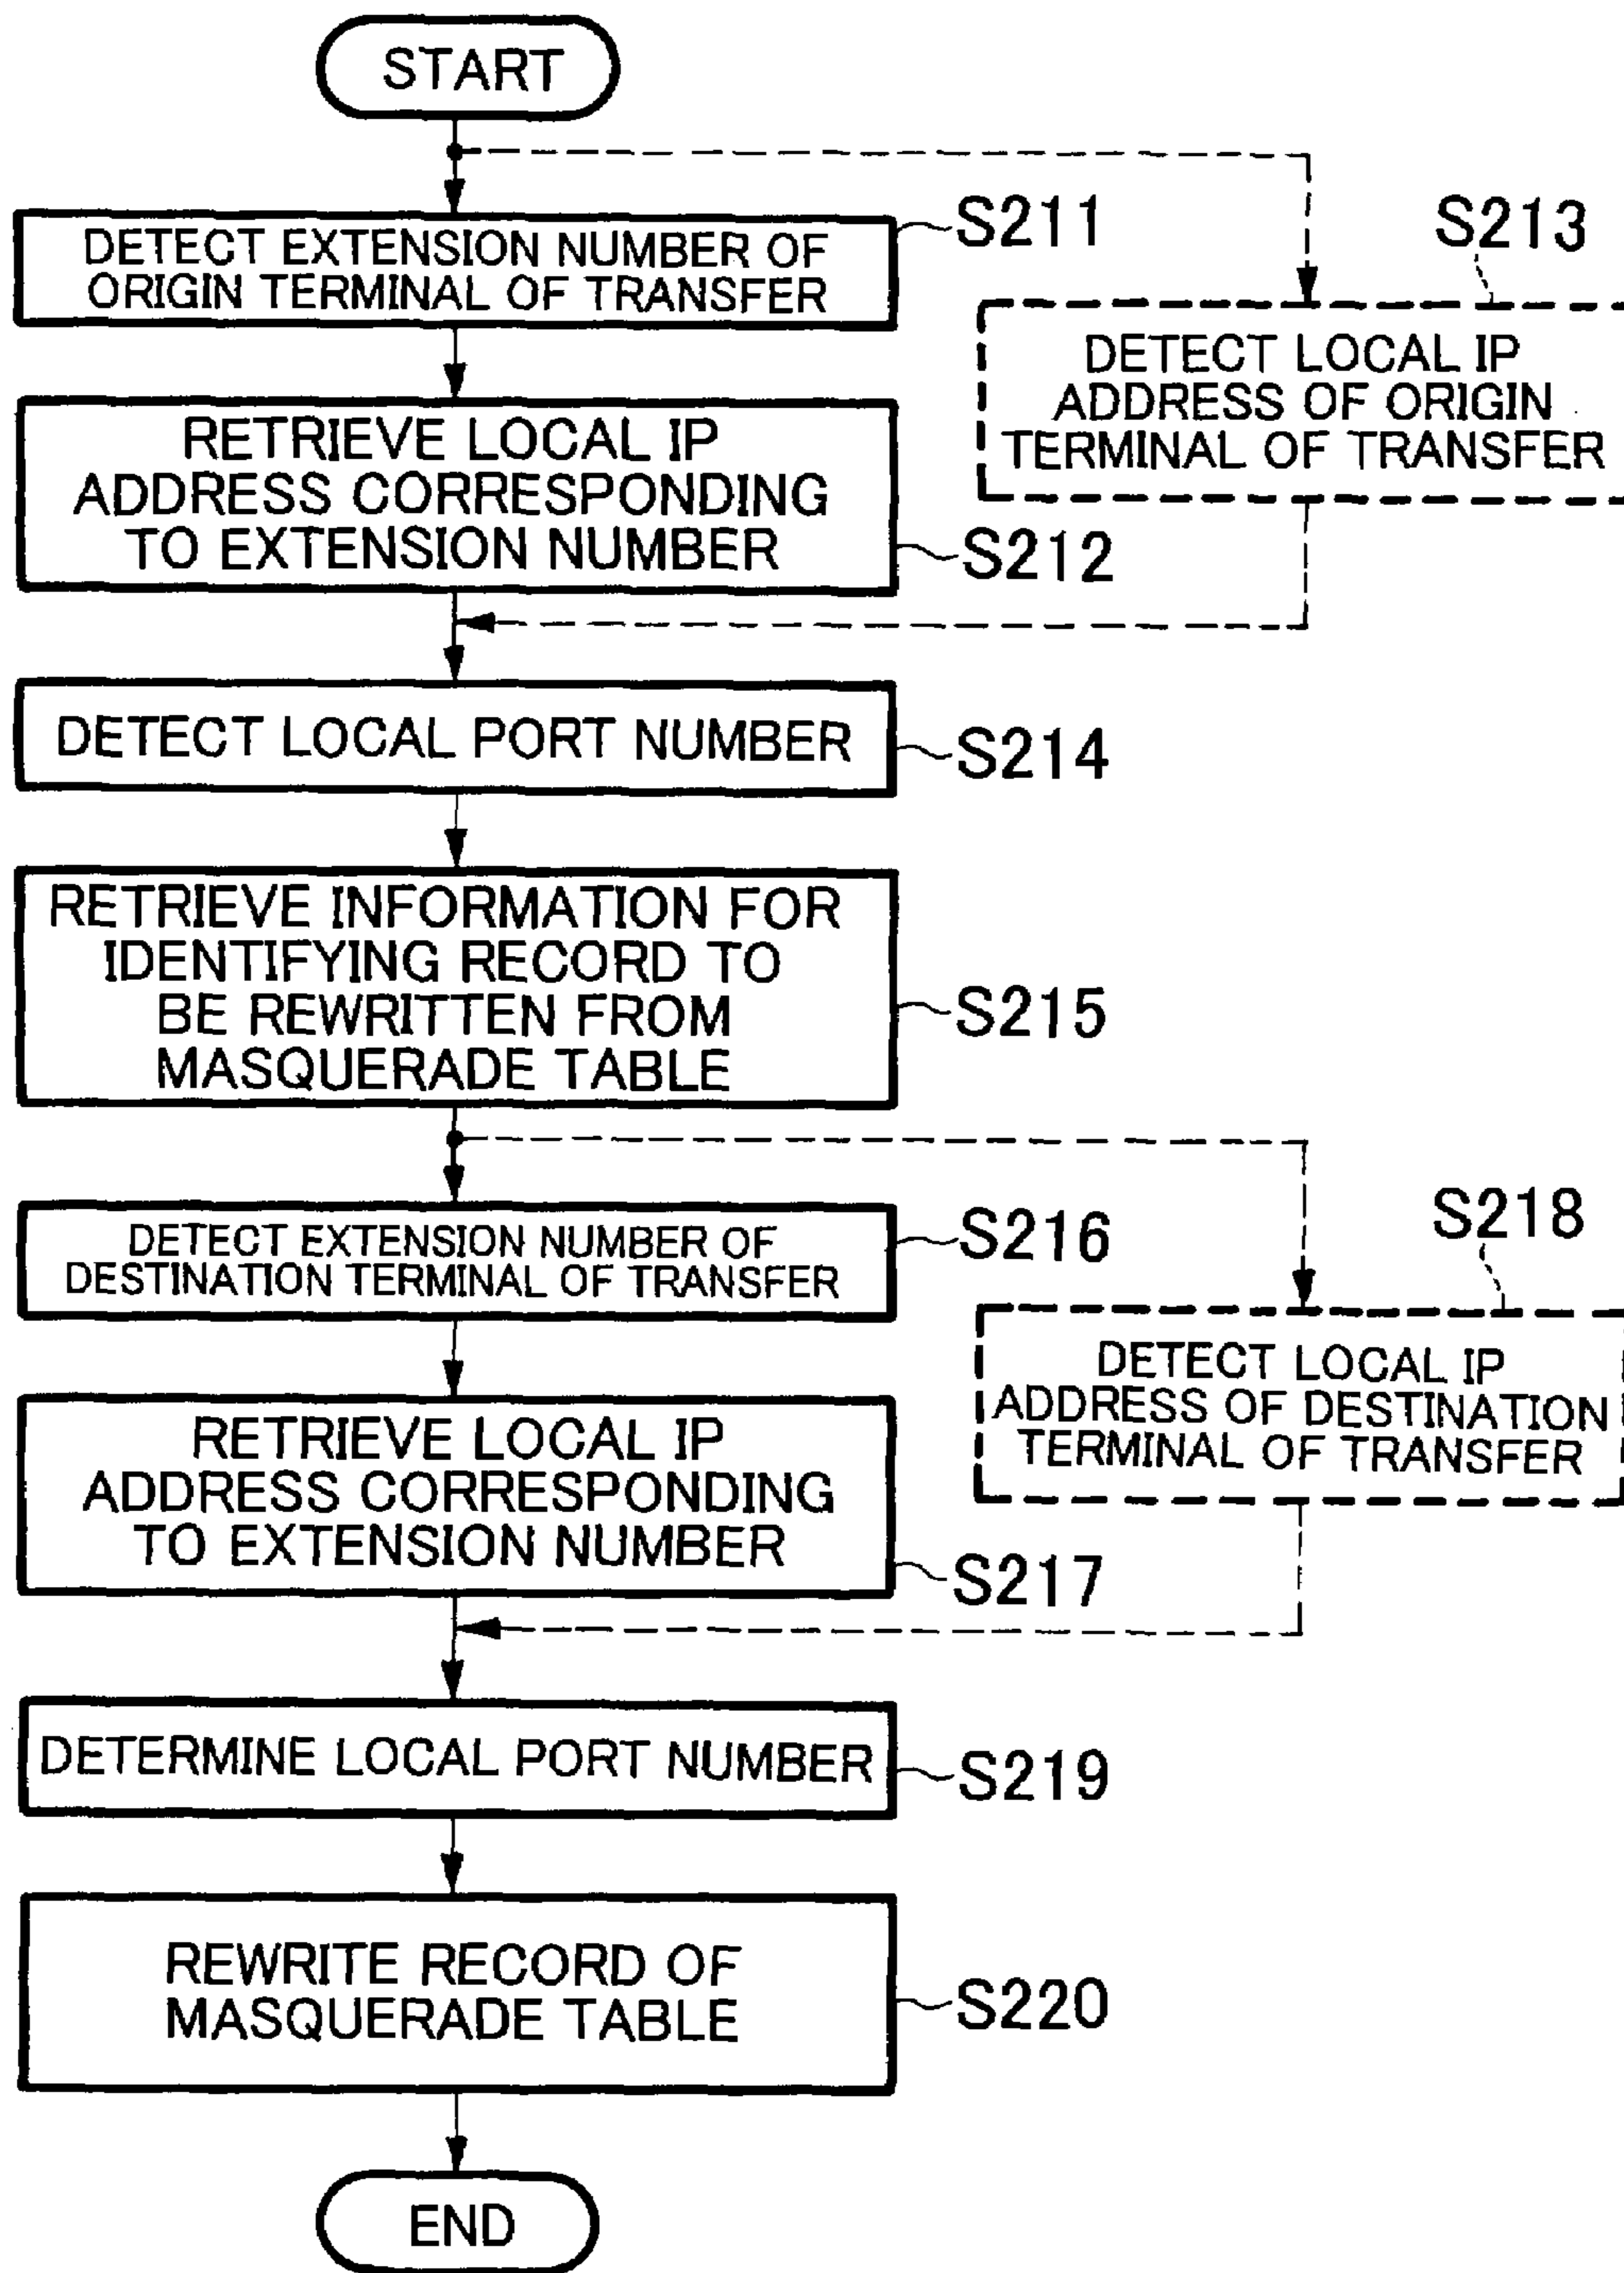 START
S211
DETECT EXTENSION NUMBER OF
ORIGIN TERMINAL OF TRANSFER
S213
DETECT LOCAL IP
ADDRESS OF ORIGIN
TERMINAL OF TRANSFER
RETRIEVE LOCAL IP
ADDRESS CORRESPONDING
TO EXTENSION NUMBER
S212
DETECT LOCAL PORT NUMBER
S214
RETRIEVE INFORMATION FOR
IDENTIFYING RECORD TO
BE REWRITTEN FROM
MASQUERADE TABLE
S215
DETECT EXTENSION NUMBER OF
DESTINATION TERMINAL OF TRANSFER
S216
S218
DETECT LOCAL IP
ADDRESS OF DESTINATION
TERMINAL OF TRANSFER
RETRIEVE LOCAL IP
ADDRESS CORRESPONDING
TO EXTENSION NUMBER
S217
DETERMINE LOCAL PORT NUMBER
S219
REWRITE RECORD OF
MASQUERADE TABLE
S220
END